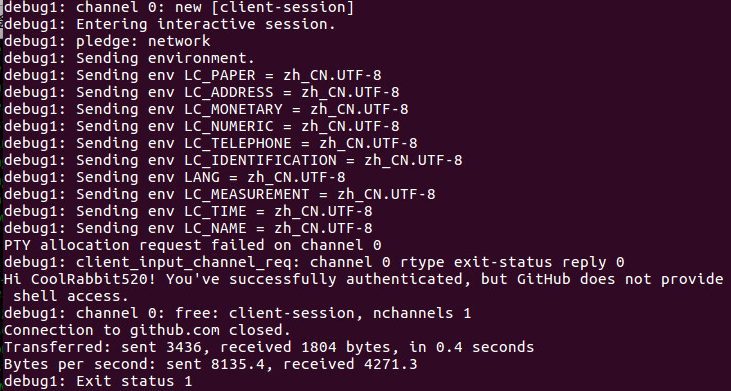 debug1: channel 0: new [client-session]
debug1: Entering interactive session.
debug1: pledge: network
debug1: Sending environment.
debug1: Sending env LC_PAPER = zh_CN.UTF-8
debug1: Sending env LC_ADDRESS = zh_CN.UTF-8
debug1: Sending env LC_MONETARY = zh_CN.UTF-8
debug1: Sending env LC_NUMERIC = zh_CN.UTF-8
debug1: Sending env LC_TELEPHONE = zh_CN.UTF-8
debug1: Sending env LC_IDENTIFICATION = zh_CN.UTF-8
debug1: Sending env LANG = zh_CN.UTF-8
debug1: Sending env LC_MEASUREMENT = zh_CN.UTF-8
debug1: Sending env LC_TIME = zh_CN.UTF-8
debug1: Sending env LC_NAME = zh_CN.UTF-8
PTY allocation request failed on channel 0
debug1: client_input_channel_req: channel 0 rtype exit-status reply 0
Hi CoolRabbit520! You've successfully authenticated, but GitHub does not provide
 shell access.
debug1: channel 0: free: client-session, nchannels 1
Connection to github.com closed.
Transferred: sent 3436, received 1804 bytes, in 0.4 seconds
Bytes per second: sent 8135.4, received 4271.3
debug1: Exit status 1